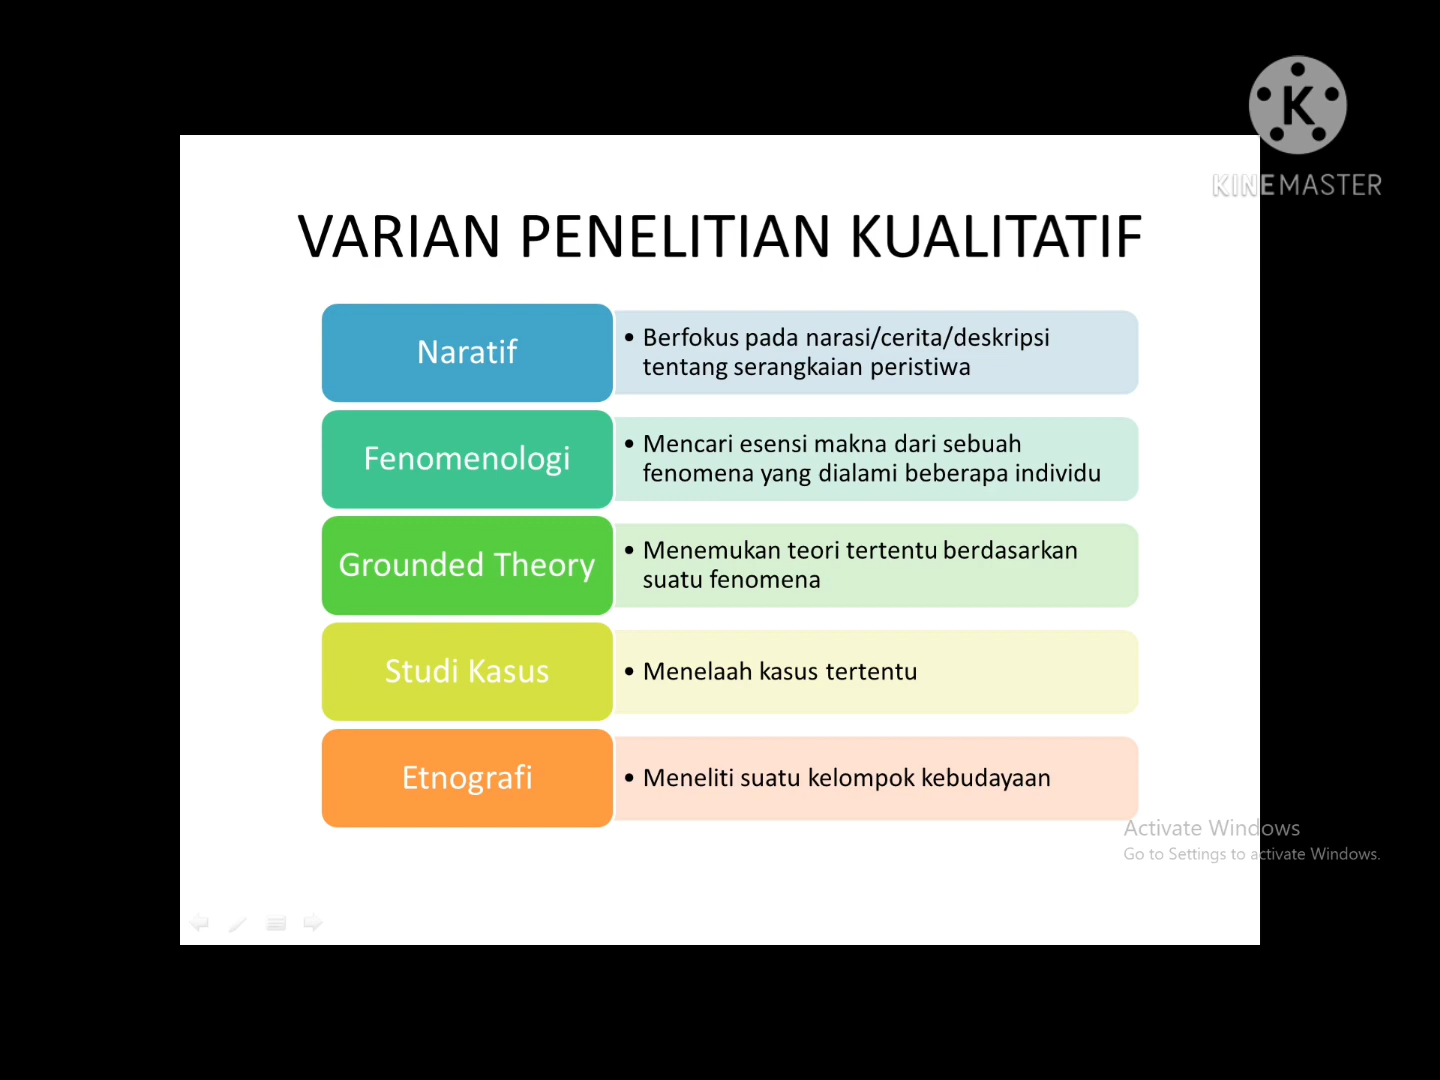 K
KINEMASTER
VARIAN PENELITIAN KUALITATIF
Naratif
• Berfokus pada narasi/cerita/deskripsi
tentang serangkaian peristiwa
Fenomenologi
• Mencari esensi makna dari sebuah
fenomena yang dialami beberapa individu
Grounded Theory
• Menemukan teori tertentu berdasarkan
suatu fenomena
Studi Kasus
• Menelaah kasus tertentu
Etnografi
• Meneliti suatu kelompok kebudayaan
Activate Windows
Go to Settings to activate Windows.